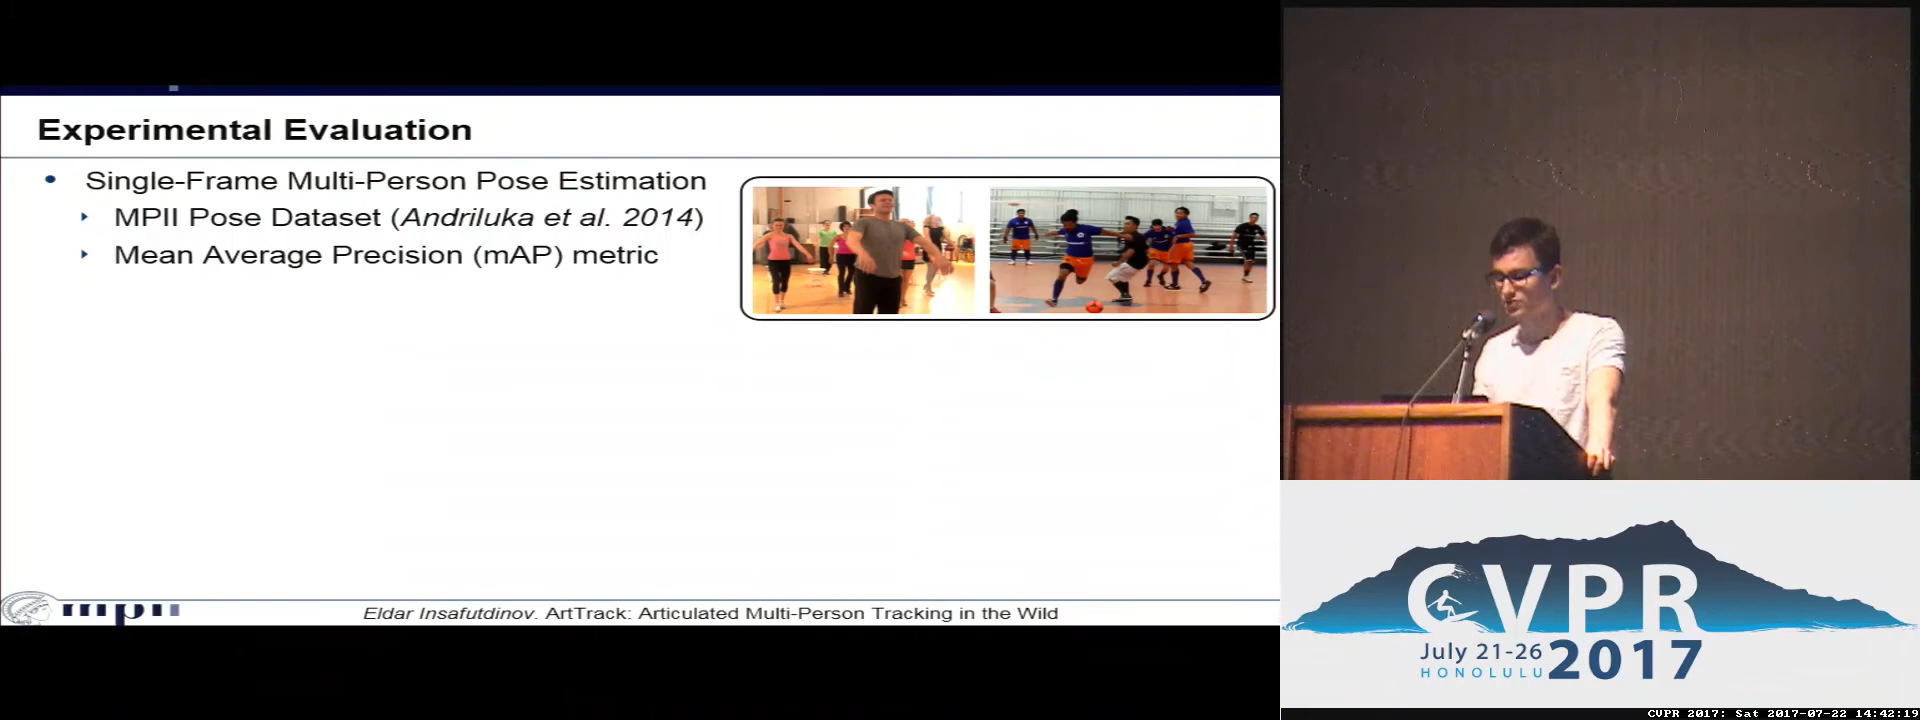 Experimental Evaluation
• Single-Frame Multi-Person Pose Estimation
‣ MPII Pose Dataset (Andriluka et al. 2014)
‣ Mean Average Precision (mAP) metric
mpii
Eldar Insafutdinov. ArtTrack: Articulated Multi-Person Tracking in the Wild
CVPR
July 21-26
HONOLULU
2017
CVPR 2017: Sat 2017-07-22 14:42:19